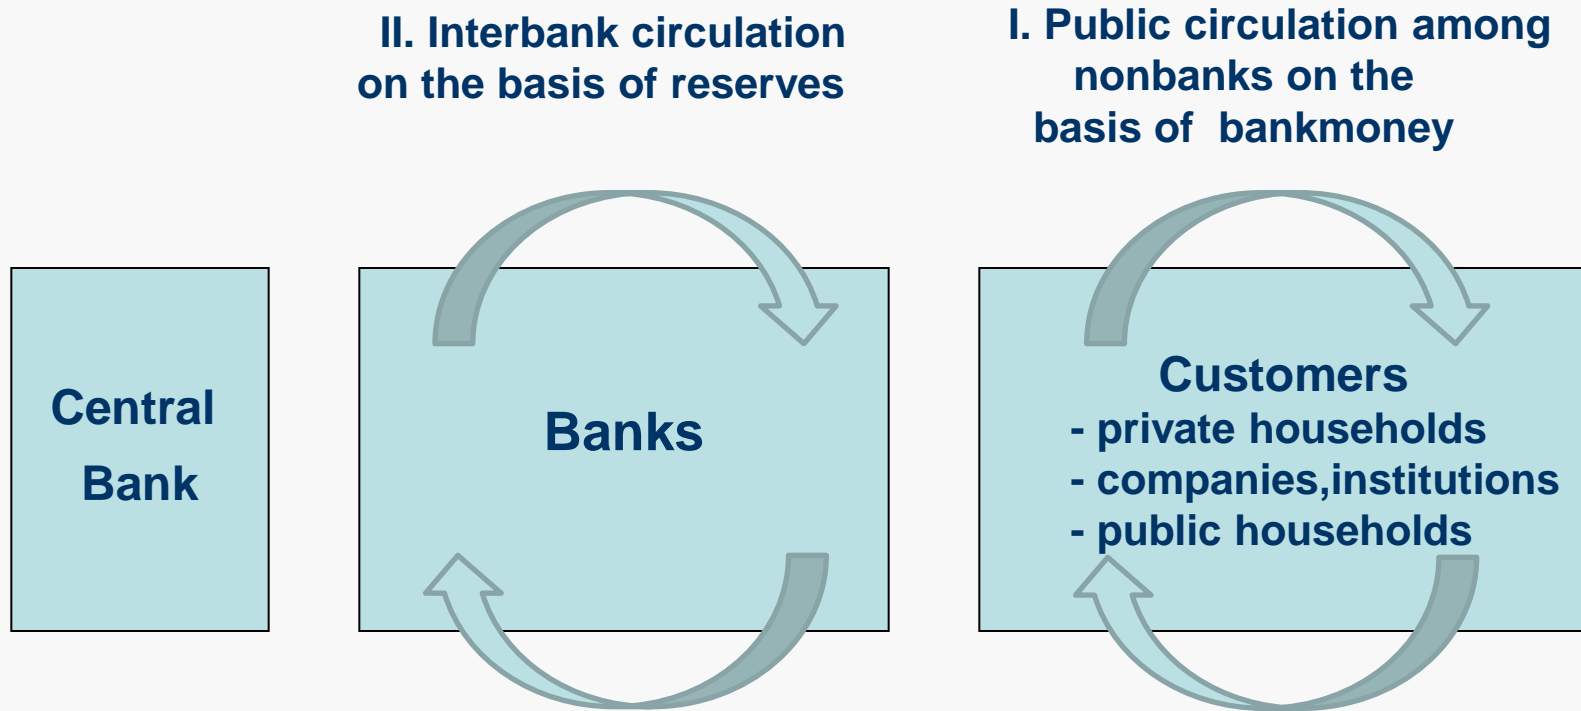 II. Interbank circulation
on the basis of reserves
I. Public circulation among
nonbanks on the
basis of bankmoney
Central
Bank
Banks
Customers
- private households
- companies,institutions
- public households